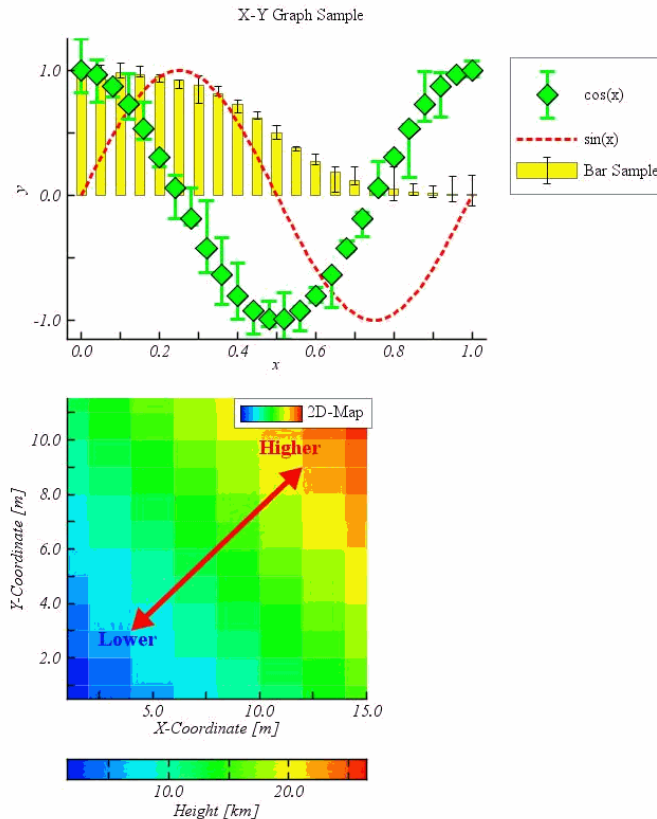 X-Y Graph Sample
1.0
0.0
-1.0
y
0.0
0.2
0.4
0.6
0.8
1.0
x
cos(x)
sin(x)
Bar Sample
2D-Map
Higher
Lower
10.0
8.0
6.0
4.0
2.0
Y-Coordinate [m]
5.0
10.0
15.0
X-Coordinate [m]
10.0
20.0
Height [km]